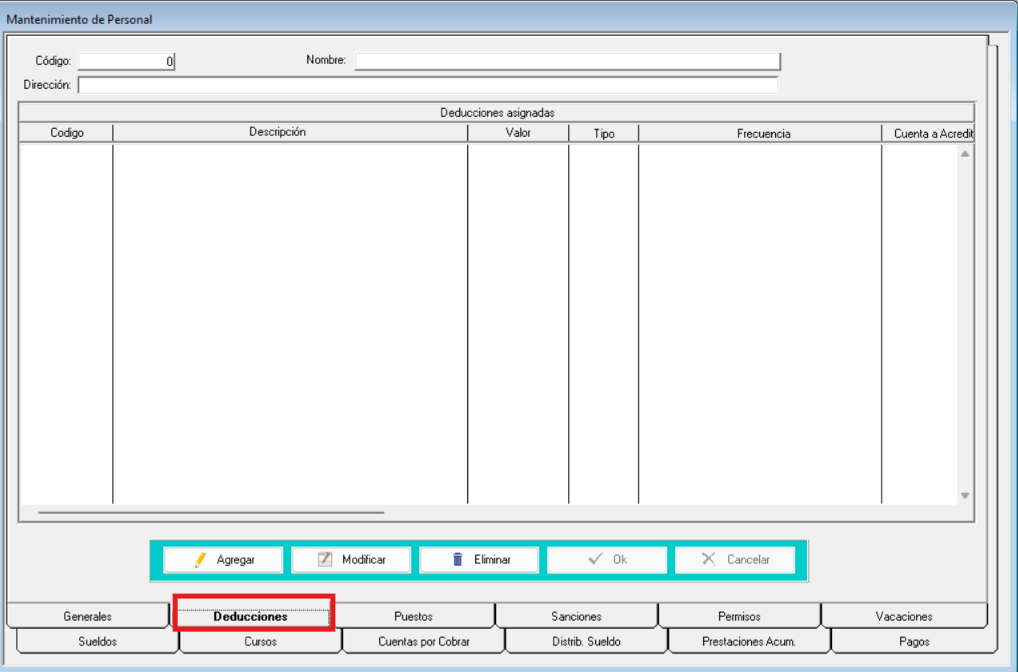 Mantenimiento de Personal
Código: 0 Nombre:
Dirección:
Deducciones asignadas
Codigo Descripción Valor Tipo Frecuencia Cuenta a Acredit
Agregar Modificar Eliminar Ok Cancelar
Generales Deducciones Puestos Sanciones Permisos Vacaciones
Sueldos Cursos Cuentas por Cobrar Distrib. Sueldo Prestaciones Acum. Pagos